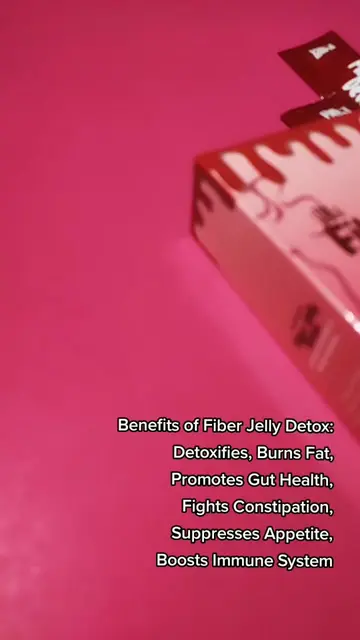 Benefits of Fiber Jelly Detox:
Detoxifies, Burns Fat,
Promotes Gut Health,
Fights Constipation,
Suppresses Appetite,
Boosts Immune System